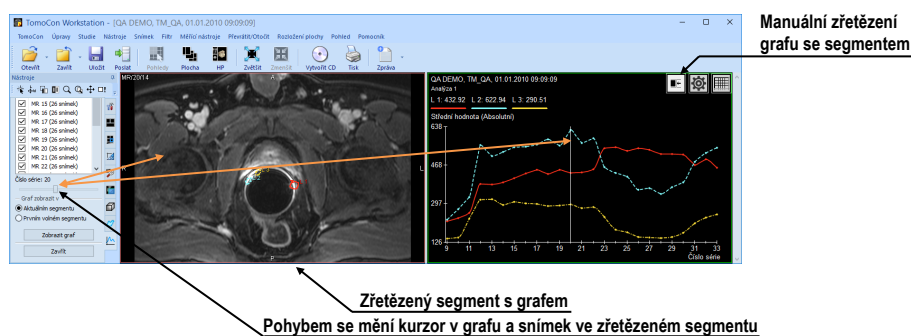 TomoCon Workstation - [QA DEMO, TM_QA, 01.01.2010 09:09:09]
TomoCon Úpravy Studie Nástroje Snímek Filtr Měřící nástroje Převrátit/Otočit Rozložení plochy Pohled Pomocník
Otevřít Zavřít Uložit Poslat Pohledy Plocha HP Zvětšit Zmenšit Vytvořit CD Tisk Zpráva
Nástroje
MR 15 (26 snímek)
MR 16 (26 snímek)
MR 17 (26 snímek)
MR 18 (26 snímek)
MR 19 (26 snímek)
MR 20 (26 snímek)
MR 21 (26 snímek)
MR 22 (26 snímek)
Číslo série: 20
Graf zobrazit v
Aktuálním segmentu
Prvním volném segmentu
Zobrazit graf
Zavřít
MR/20/14
A
R
L
P
QA DEMO, TM_QA, 01.01.2010 09:09:09
Analýza 1
L 1: 432.92 L 2: 622.94 L 3: 290.51
Střední hodnota (Absolutní)
638
468
297
126
9 11 13 15 17 19 21 23 25 27 29 31 33
Číslo série
Manuální zřetězení
grafu se segmentem
Zřetězený segment s grafem
Pohybem se mění kurzor v grafu a snímek ve zřetězeném segmentu